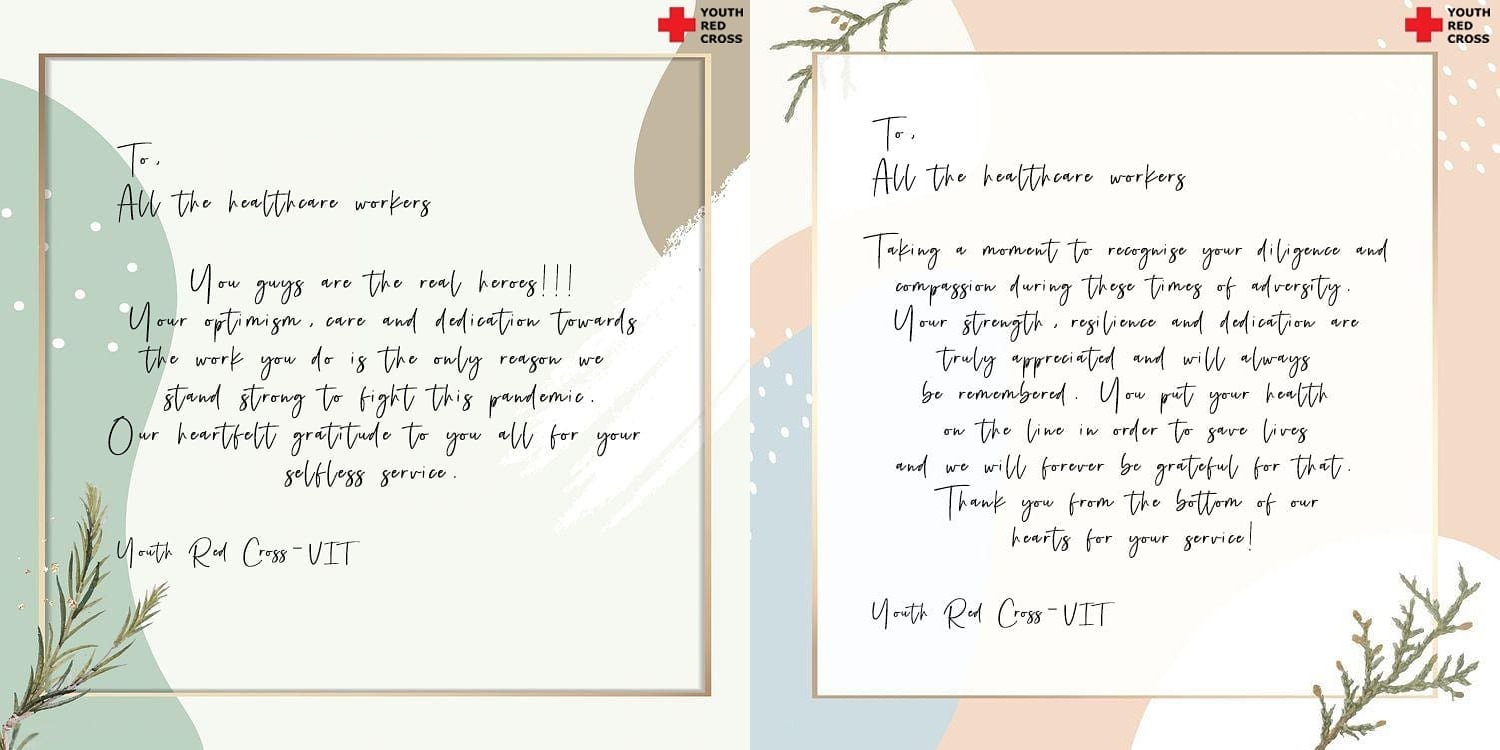 YOUTH
RED
CROSS
To,
All the healthcare workers
You guys are the real heroes!!!
Your optimism, care and dedication towards
the work you do is the only reason we
stand strong to fight this pandemic.
Our heartfelt gratitude to you all for your
selfless service.
Youth Red Cross-VIT
YOUTH
RED
CROSS
To,
All the healthcare workers
Taking a moment to recognise your diligence and
compassion during these times of adversity.
Your strength, resilience and dedication are
truly appreciated and will always
be remembered. You put your health
on the line in order to save lives
and we will forever be grateful for that.
Thank you from the bottom of our
hearts for your service!
Youth Red Cross-VIT